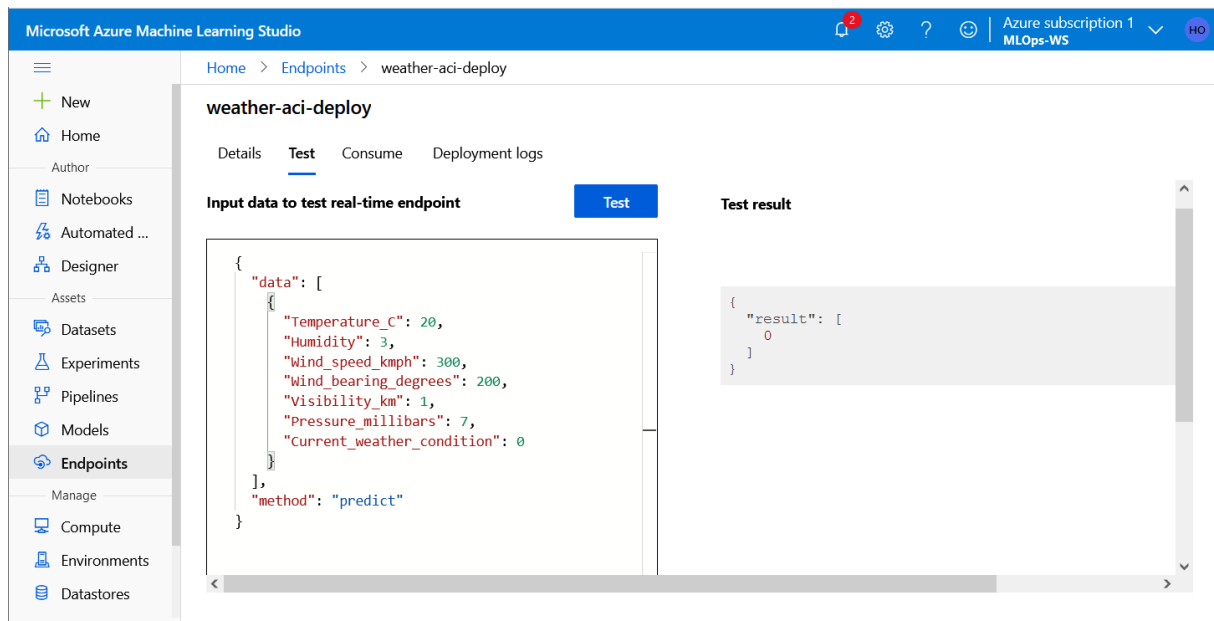 Microsoft Azure Machine Learning Studio
2
Azure subscription 1
MLOps-WS
HO
Home > Endpoints > weather-aci-deploy
New
Home
Author
Notebooks
Automated ...
Designer
Assets
Datasets
Experiments
Pipelines
Models
Endpoints
Manage
Compute
Environments
Datastores
weather-aci-deploy
Details Test Consume Deployment logs
Input data to test real-time endpoint
Test
{
"data": [
{
"Temperature_C": 20,
"Humidity": 3,
"Wind_speed_kmph": 300,
"Wind_bearing_degrees": 200,
"Visibility_km": 1,
"Pressure_millibars": 7,
"Current_weather_condition": 0
}
],
"method": "predict"
}
Test result
{
"result": [
0
]
}